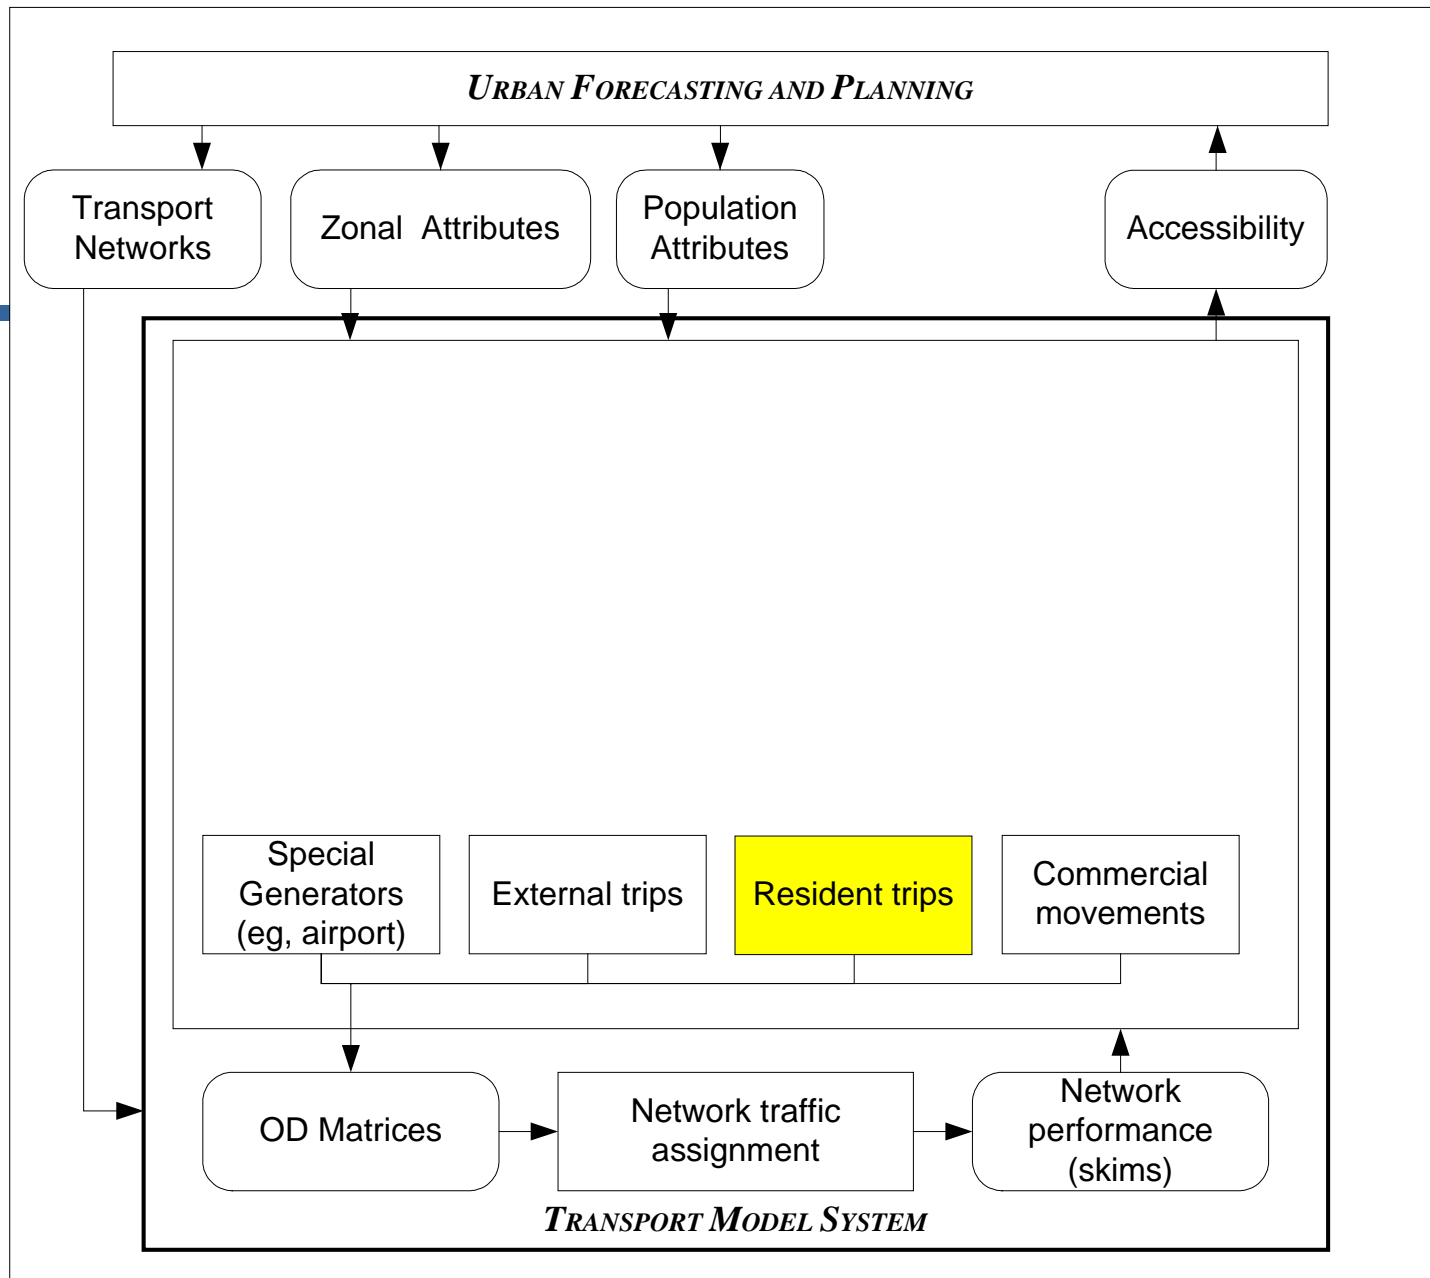 URBAN FORECASTING AND PLANNING
Transport
Networks
Zonal Attributes
Population
Attributes
Accessibility
Special
Generators
(eg, airport)
External trips
Resident trips
Commercial
movements
OD Matrices
Network traffic
assignment
Network
performance
(skims)
TRANSPORT MODEL SYSTEM